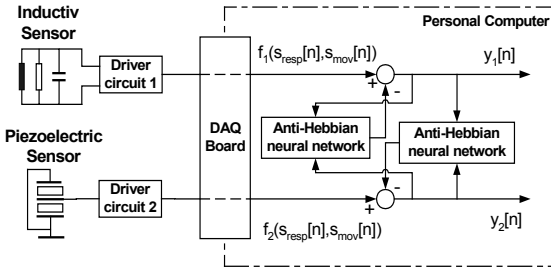 Personal Computer
Inductiv
Sensor
Driver
circuit 1
f1(sresp[n],smov[n])
y1[n]
+
-
DAQ
Board
Anti-Hebbian
neural network
Anti-Hebbian
neural network
Piezoelectric
Sensor
Driver
circuit 2
-
+
f2(sresp[n],smov[n])
y2[n]